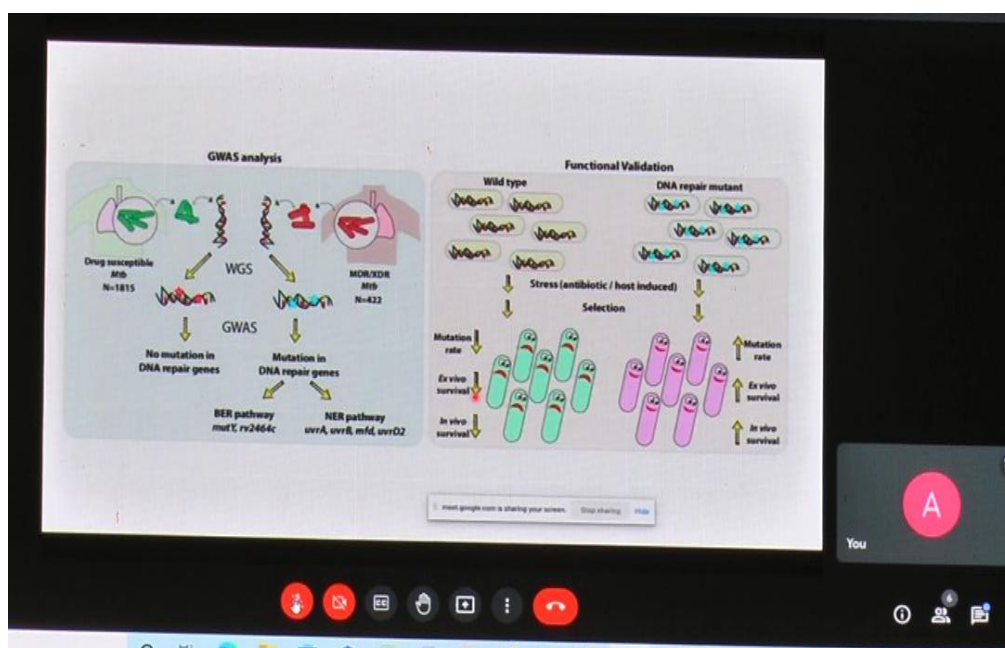 GWAS analysis
Drug susceptible
Mtb
N=1815
WGS
MDR/XDR
Mtb
N=422
GWAS
No mutation in
DNA repair genes
Mutation in
DNA repair genes
BER pathway
mutY, rv2464c
NER pathway
uvrA, uvrB, mfd, uvrD2
Functional Validation
Wild type
DNA repair mutant
Stress (antibiotic / host induced)
Selection
Mutation
rate
Ex vivo
survival
In vivo
survival
Mutation
rate
Ex vivo
survival
In vivo
survival
meet.google.com is sharing your screen.
Stop sharing
Hide
A
You
CC
6